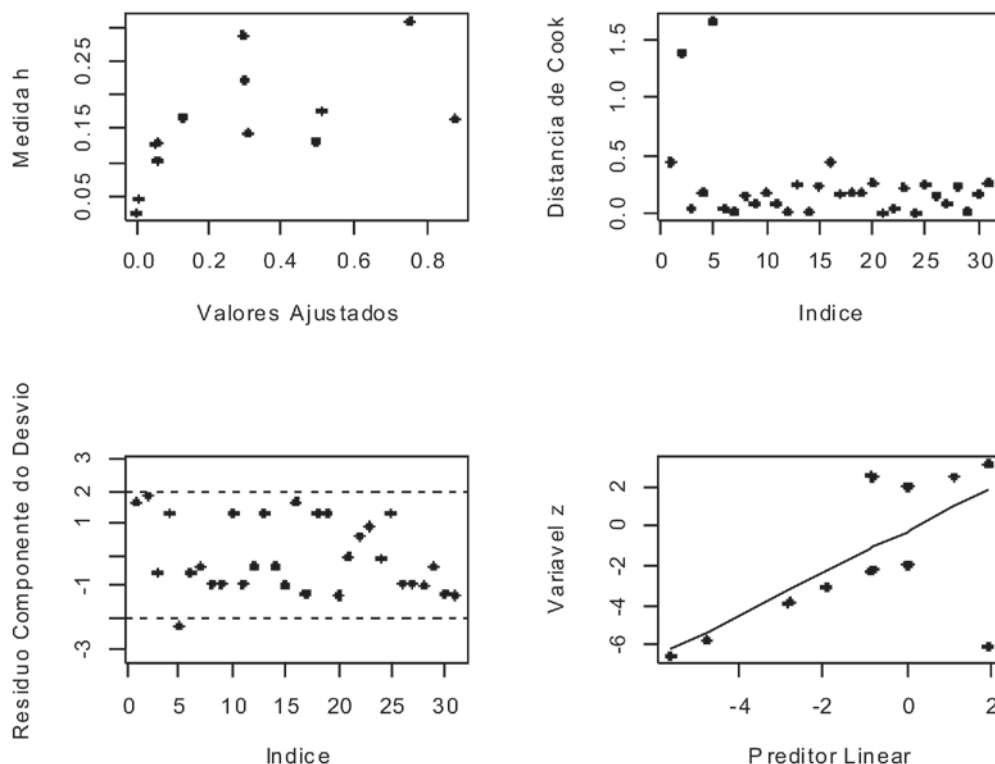 Medida h
0.05 0.15 0.25
0.0 0.2 0.4 0.6 0.8
Valores Ajustados
Distancia de Cook
0.0 0.5 1.0 1.5
0 5 10 15 20 25 30
Indice
Residuo Componente do Desvio
-3 -1 1 2 3
0 5 10 15 20 25 30
Indice
Variavel z
-6 -4 -2 0 2
-4 -2 0 2
Preditor Linear